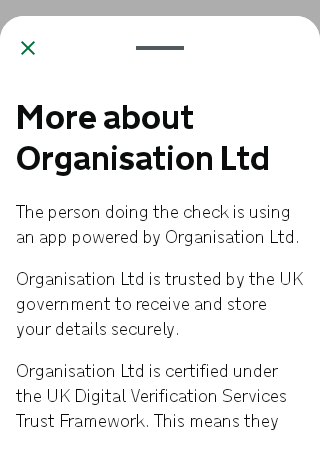 More about
Organisation Ltd
The person doing the check is using
an app powered by Organisation Ltd.
Organisation Ltd is trusted by the UK
government to receive and store
your details securely.
Organisation Ltd is certified under
the UK Digital Verification Services
Trust Framework. This means they